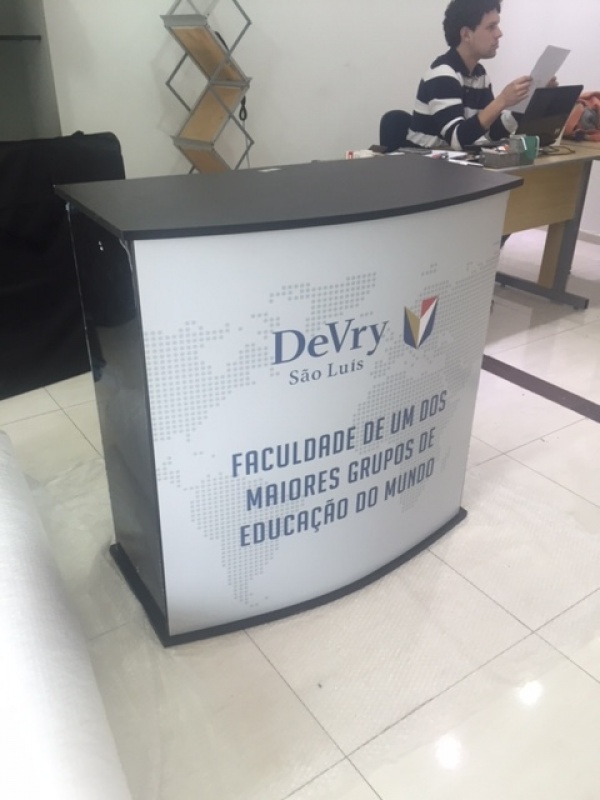 DeVry
São Luís
FACULDADE DE UM DOS
MAIORES GRUPOS DE
EDUCAÇÃO DO MUNDO